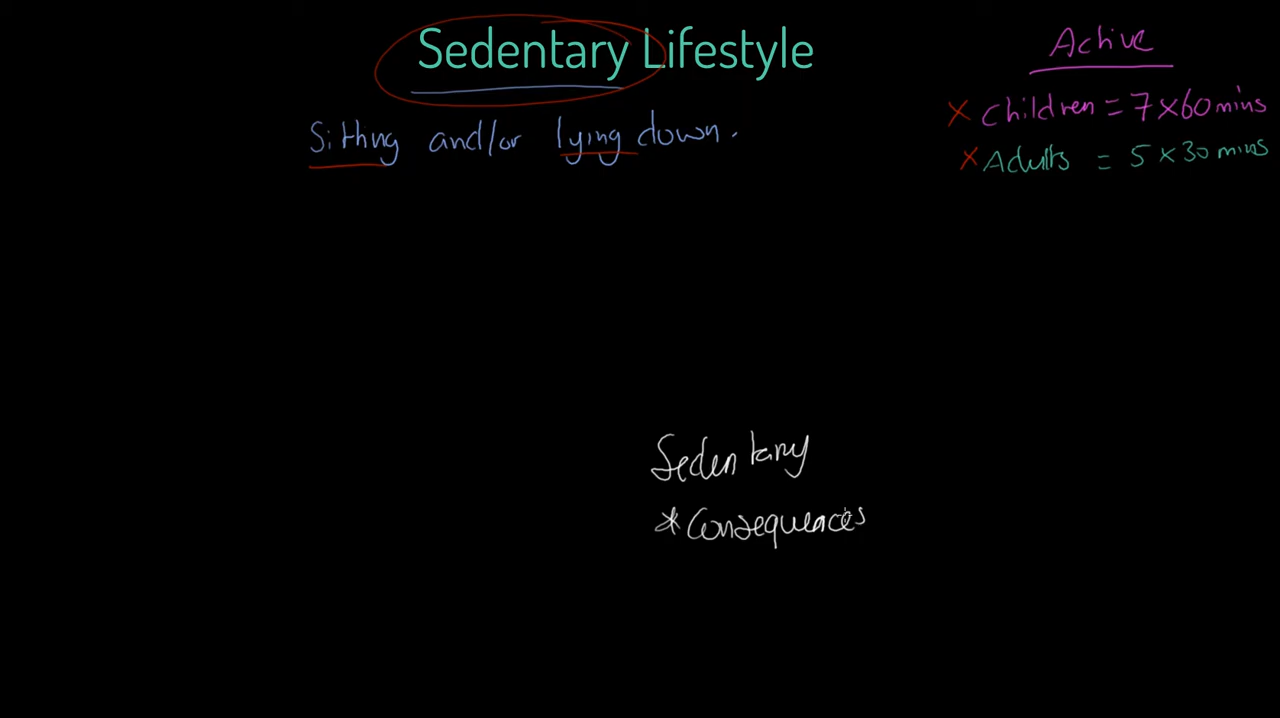 Sedentary Lifestyle
Sitting and/or lying down.
Active
x Children = 7 x 60 mins
x Adults = 5 x 30 mins
Sedentary
* Consequences